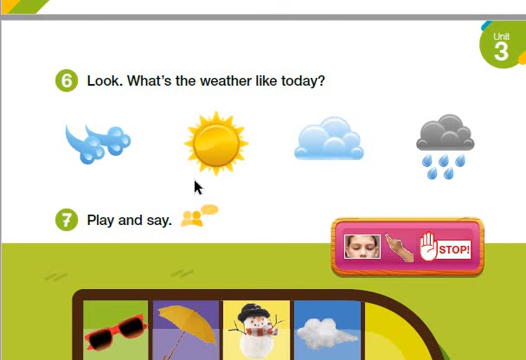 Unit
3
6 Look. What's the weather like today?
7 Play and say.
STOP!